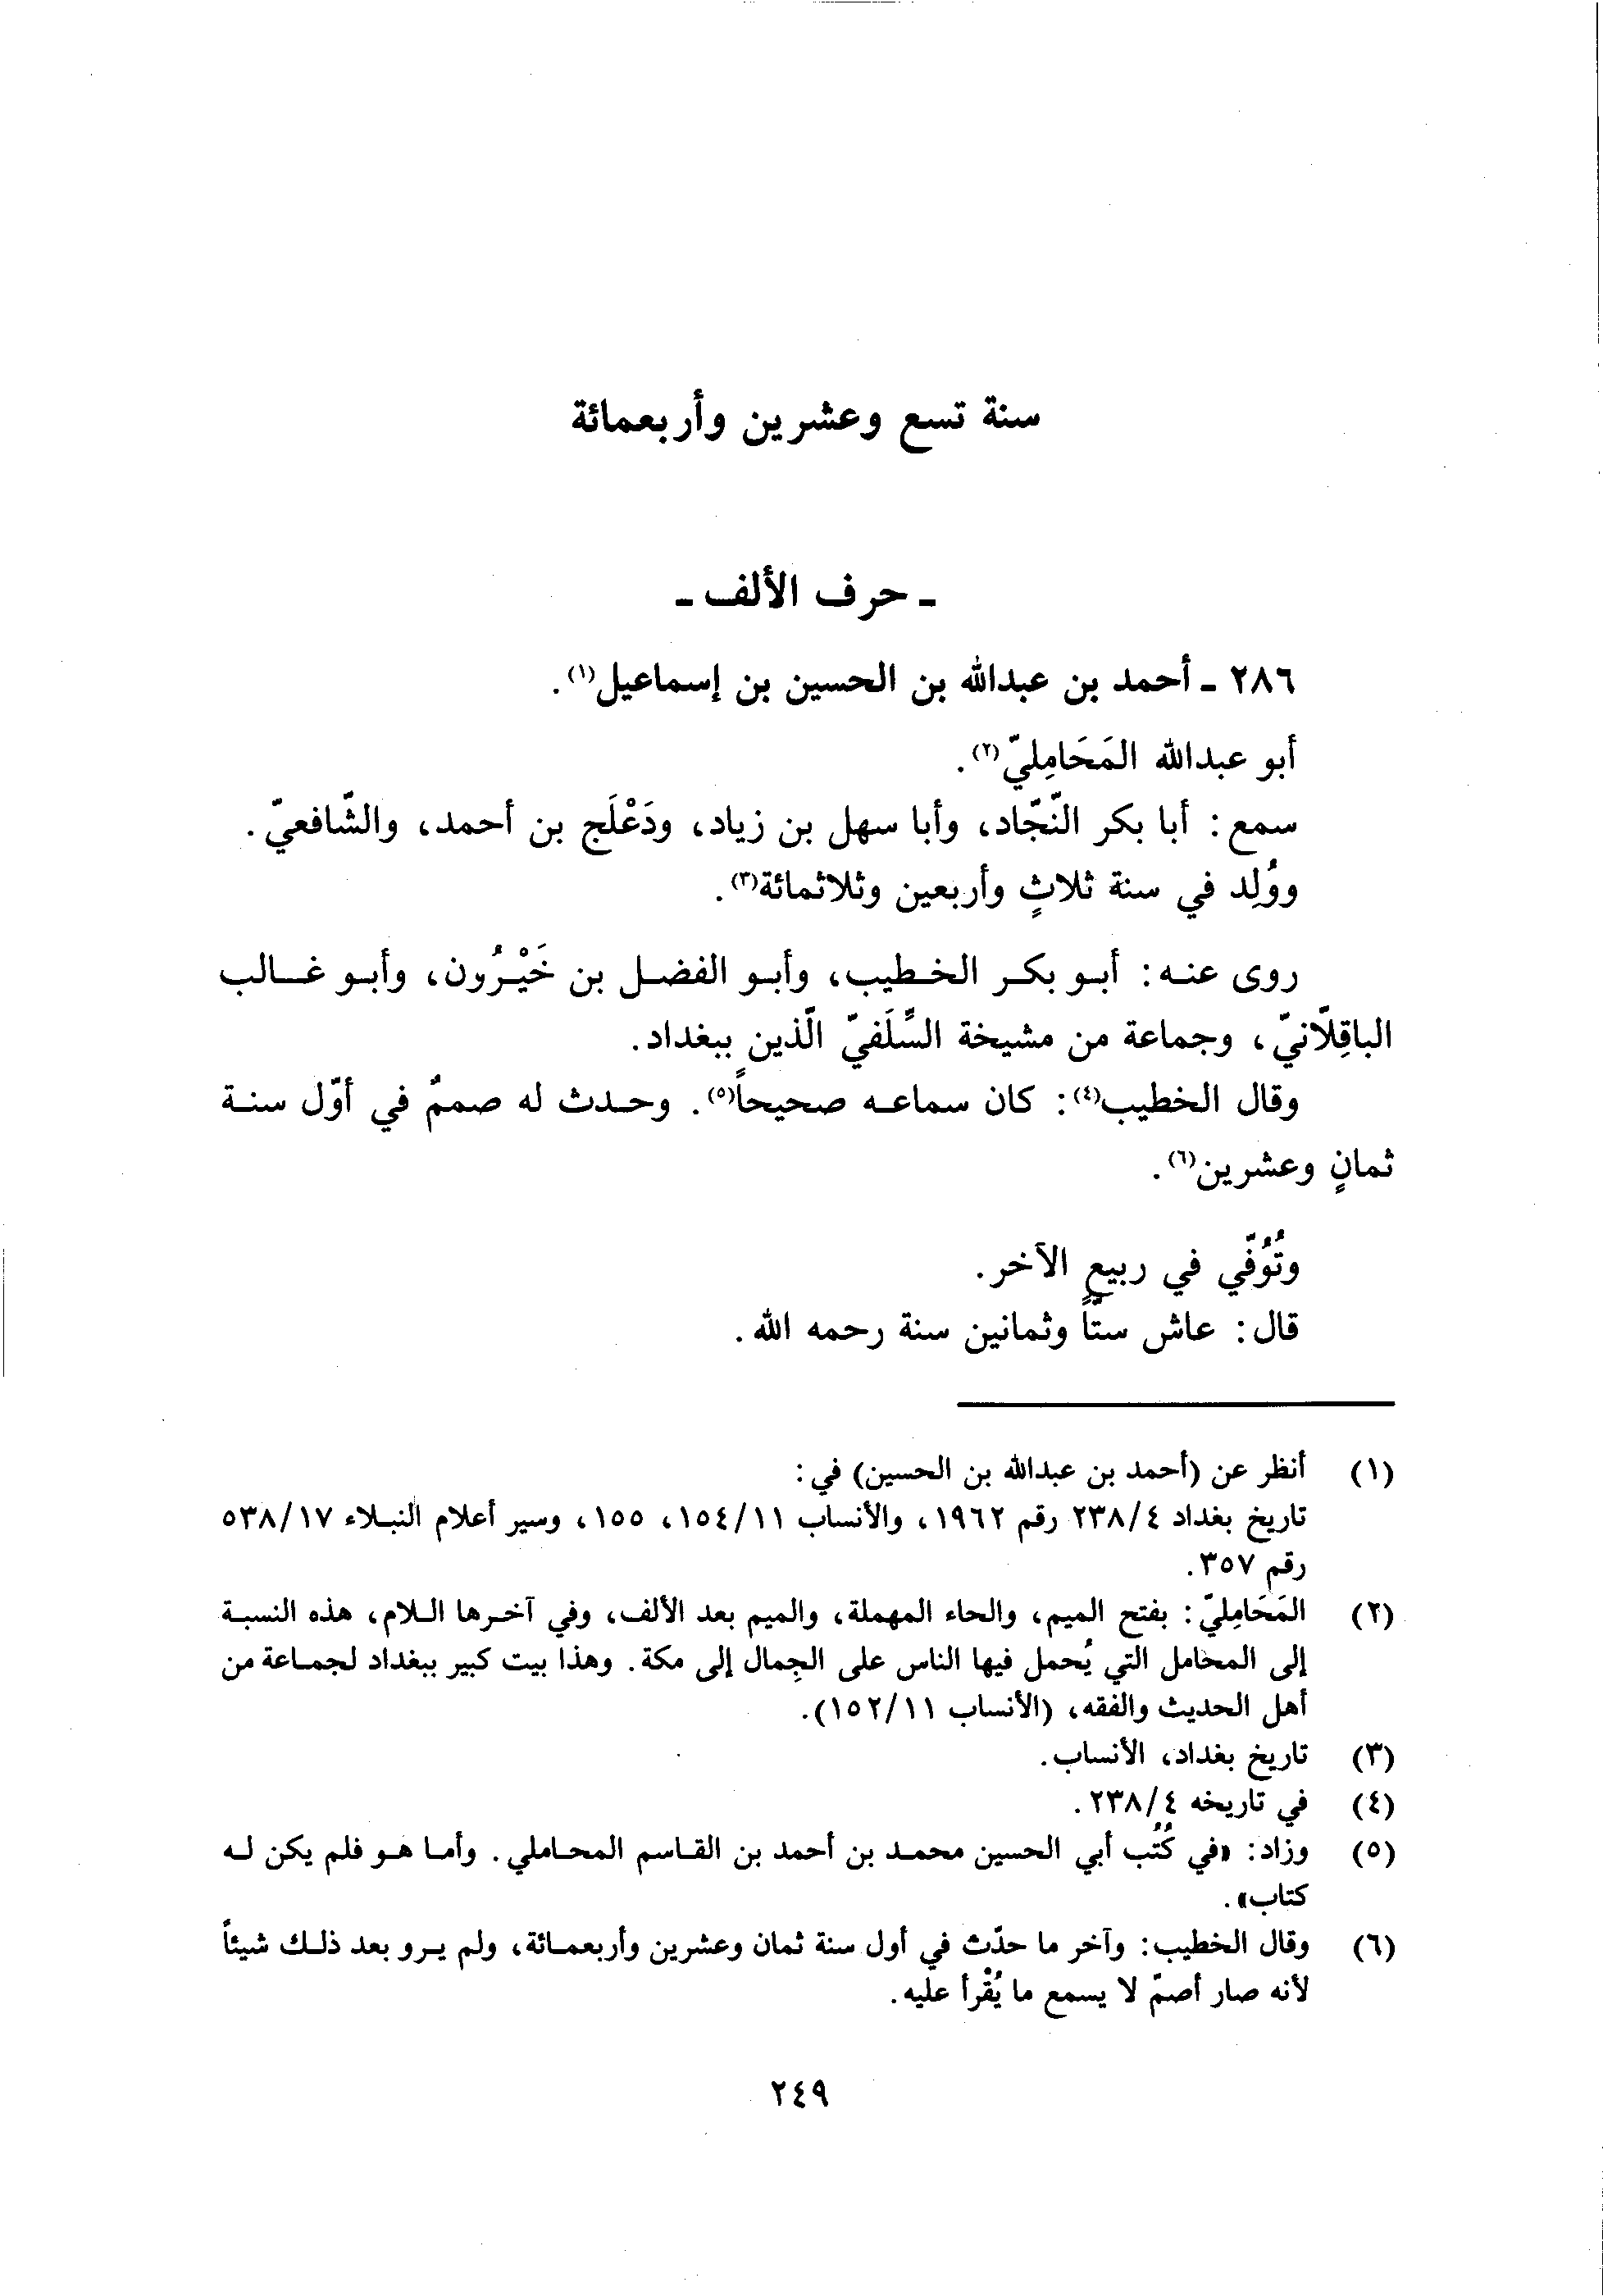 سنة تسع وعشرين وأربعمائة
ـ حرف الألف ـ
٢٨٦ ـ أحمد بن عبدالله بن الحسين بن إسماعيل(١).
أبو عبدالله المَحَامِليّ(٢).
سمع: أبا بكر النّجّاد، وأبا سهل بن زياد، ودَعْلَج بن أحمد، والشّافعيّ.
ووُلِد في سنة ثلاثٍ وأربعين وثلاثمائة(٣).
روى عنه: أبو بكر الخطيب، وأبو الفضل بن خَيْرُون، وأبو غالب
الباقِلّانيّ، وجماعة من مشيخة السِّلَفيّ الّذين ببغداد.
وقال الخطيب(٤): كان سماعه صحيحاً(٥). وحدث له صممٌ في أوّل سنة
ثمانٍ وعشرين(٦).
وتُوُفّي في ربيعٍ الآخر.
قال: عاش ستّاً وثمانين سنة رحمه الله.
(١) أنظر عن (أحمد بن عبدالله بن الحسين) في:
تاريخ بغداد ٢٣٨/٤ رقم ١٩٦٢، والأنساب ١٥٤/١١، ١٥٥، وسير أعلام النبلاء ٥٣٨/١٧
رقم ٣٥٧.
(٢) المَحَامِليّ: بفتح الميم، والحاء المهملة، والميم بعد الألف، وفي آخرها اللام، هذه النسبة
إلى المحامل التي يُحمل فيها الناس على الجِمال إلى مكة. وهذا بيت كبير ببغداد لجماعة من
أهل الحديث والفقه، (الأنساب ١٥٢/١١).
(٣) تاريخ بغداد، الأنساب.
(٤) في تاريخه ٢٣٨/٤.
(٥) وزاد: «في كُتُب أبي الحسين محمد بن أحمد بن القاسم المحاملي. وأما هو فلم يكن له
كتاب».
(٦) وقال الخطيب: وآخر ما حدّث في أول سنة ثمان وعشرين وأربعمائة، ولم يرو بعد ذلك شيئاً
لأنه صار أصمّ لا يسمع ما يُقْرأ عليه.
٢٤٩